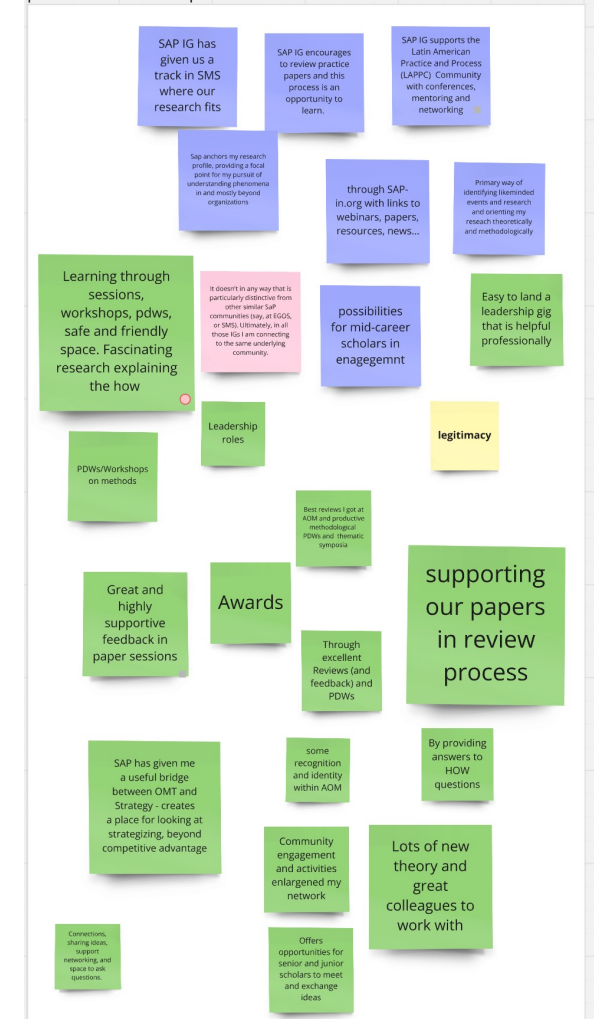 SAP IG has
given us a
track in SMS
where our
research fits
SAP IG encourages
to review practice
papers and this
process is an
opportunity to
learn.
SAP IG supports the
Latin American
Practice and Process
(LAPPC) Community
with conferences,
mentoring and
networking
Sap anchors my research
profile, providing a focal
point for my pursuit of
understanding phenomena
in and mostly beyond
organizations
through SAP-
in.org with links to
webinars, papers,
resources, news...
Primary way of
identifying likeminded
events and research
and orienting my
reseach theoretically
and methodologically
Learning through
sessions,
workshops, pdws,
safe and friendly
space. Fascinating
research explaining
the how
It doesn't in any way that is
particularly distinctive from
other similar SaP
communities (say, at EGOS,
or SMS). Ultimately, in all
those IGs I am connecting
to the same underlying
community.
possibilities
for mid-career
scholars in
enagegemnt
Easy to land a
leadership gig
that is helpful
professionally
Leadership
roles
legitimacy
PDWs/Workshops
on methods
Best reviews I got at
AOM and productive
methodological
PDWs and thematic
symposia
Great and
highly
supportive
feedback in
paper sessions
Awards
supporting
our papers
in review
process
Through
excellent
Reviews (and
feedback) and
PDWs
SAP has given me
a useful bridge
between OMT and
Strategy - creates
a place for looking at
strategizing, beyond
competitive advantage
some
recognition
and identity
within AOM
By providing
answers to
HOW
questions
Community
engagement
and activities
enlargened my
network
Lots of new
theory and
great
colleagues to
work with
Connections,
sharing ideas,
support
networking, and
space to ask
questions.
Offers
opportunities for
senior and junior
scholars to meet
and exchange
ideas